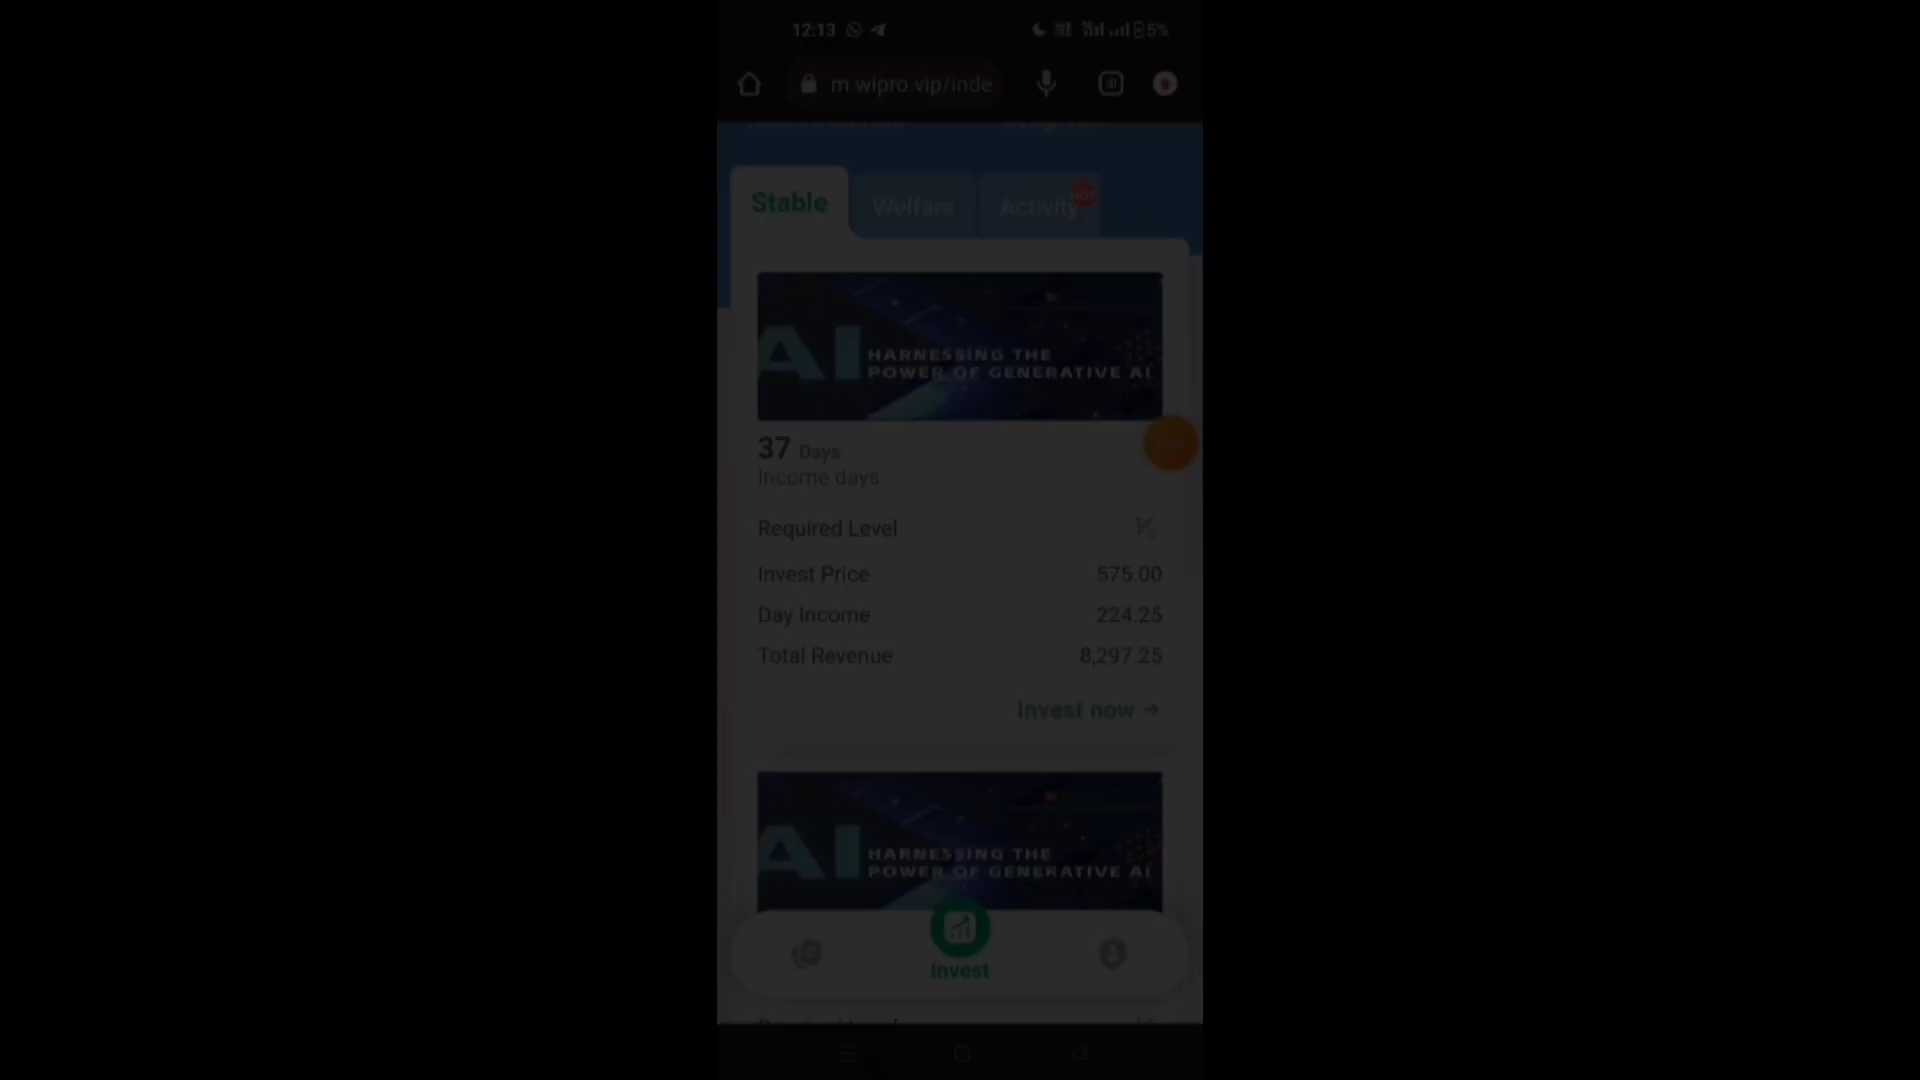 12:13
5%
m.wipro.vip/inde
Stable
Welfare
Activity
HOT
AI HARNESSING THE
POWER OF GENERATIVE AI
37 Days
Income days
Required Level
Invest Price 575.00
Day Income 224.25
Total Revenue 8,297.25
Invest now →
AI HARNESSING THE
POWER OF GENERATIVE AI
Invest